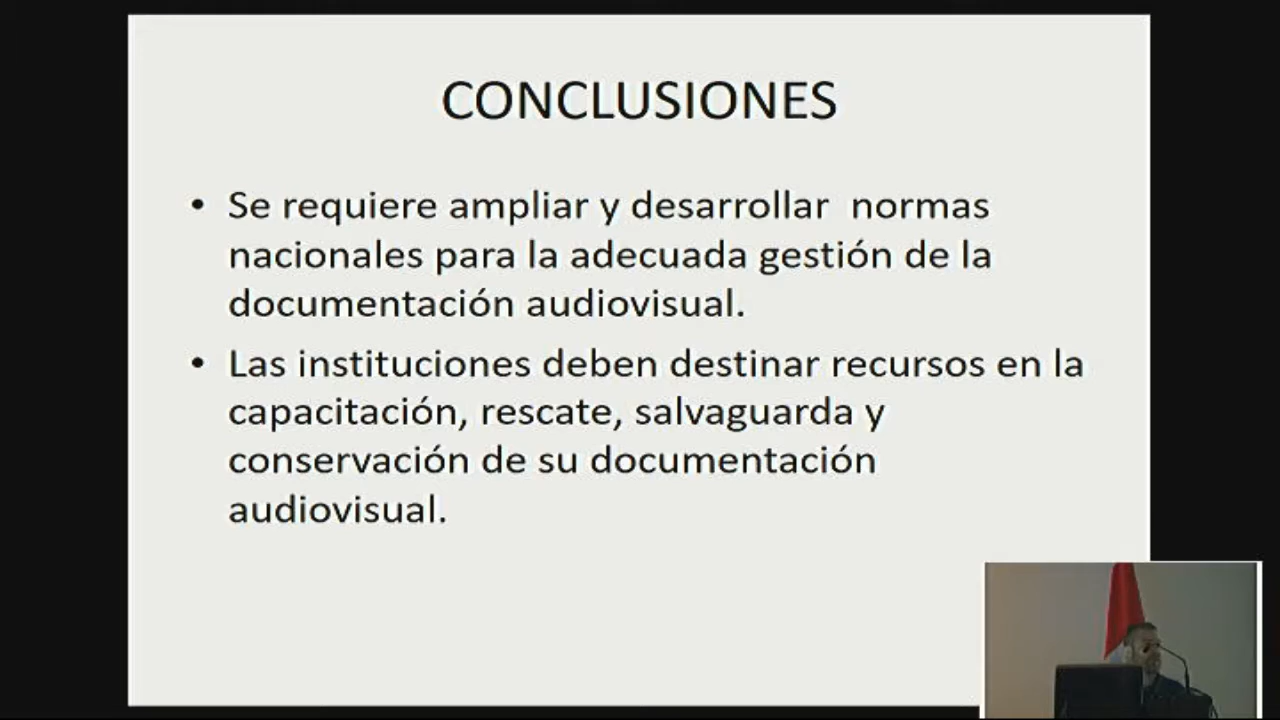 CONCLUSIONES
• Se requiere ampliar y desarrollar  normas
nacionales para la adecuada gestión de la
documentación audiovisual.
• Las instituciones deben destinar recursos en la
capacitación, rescate, salvaguarda y
conservación de su documentación
audiovisual.